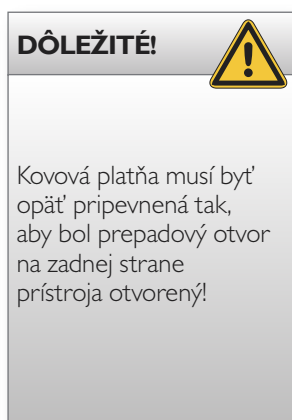 DÔLEŽITÉ!
Kovová platňa musí byť
opäť pripevnená tak,
aby bol prepadový otvor
na zadnej strane
prístroja otvorený!